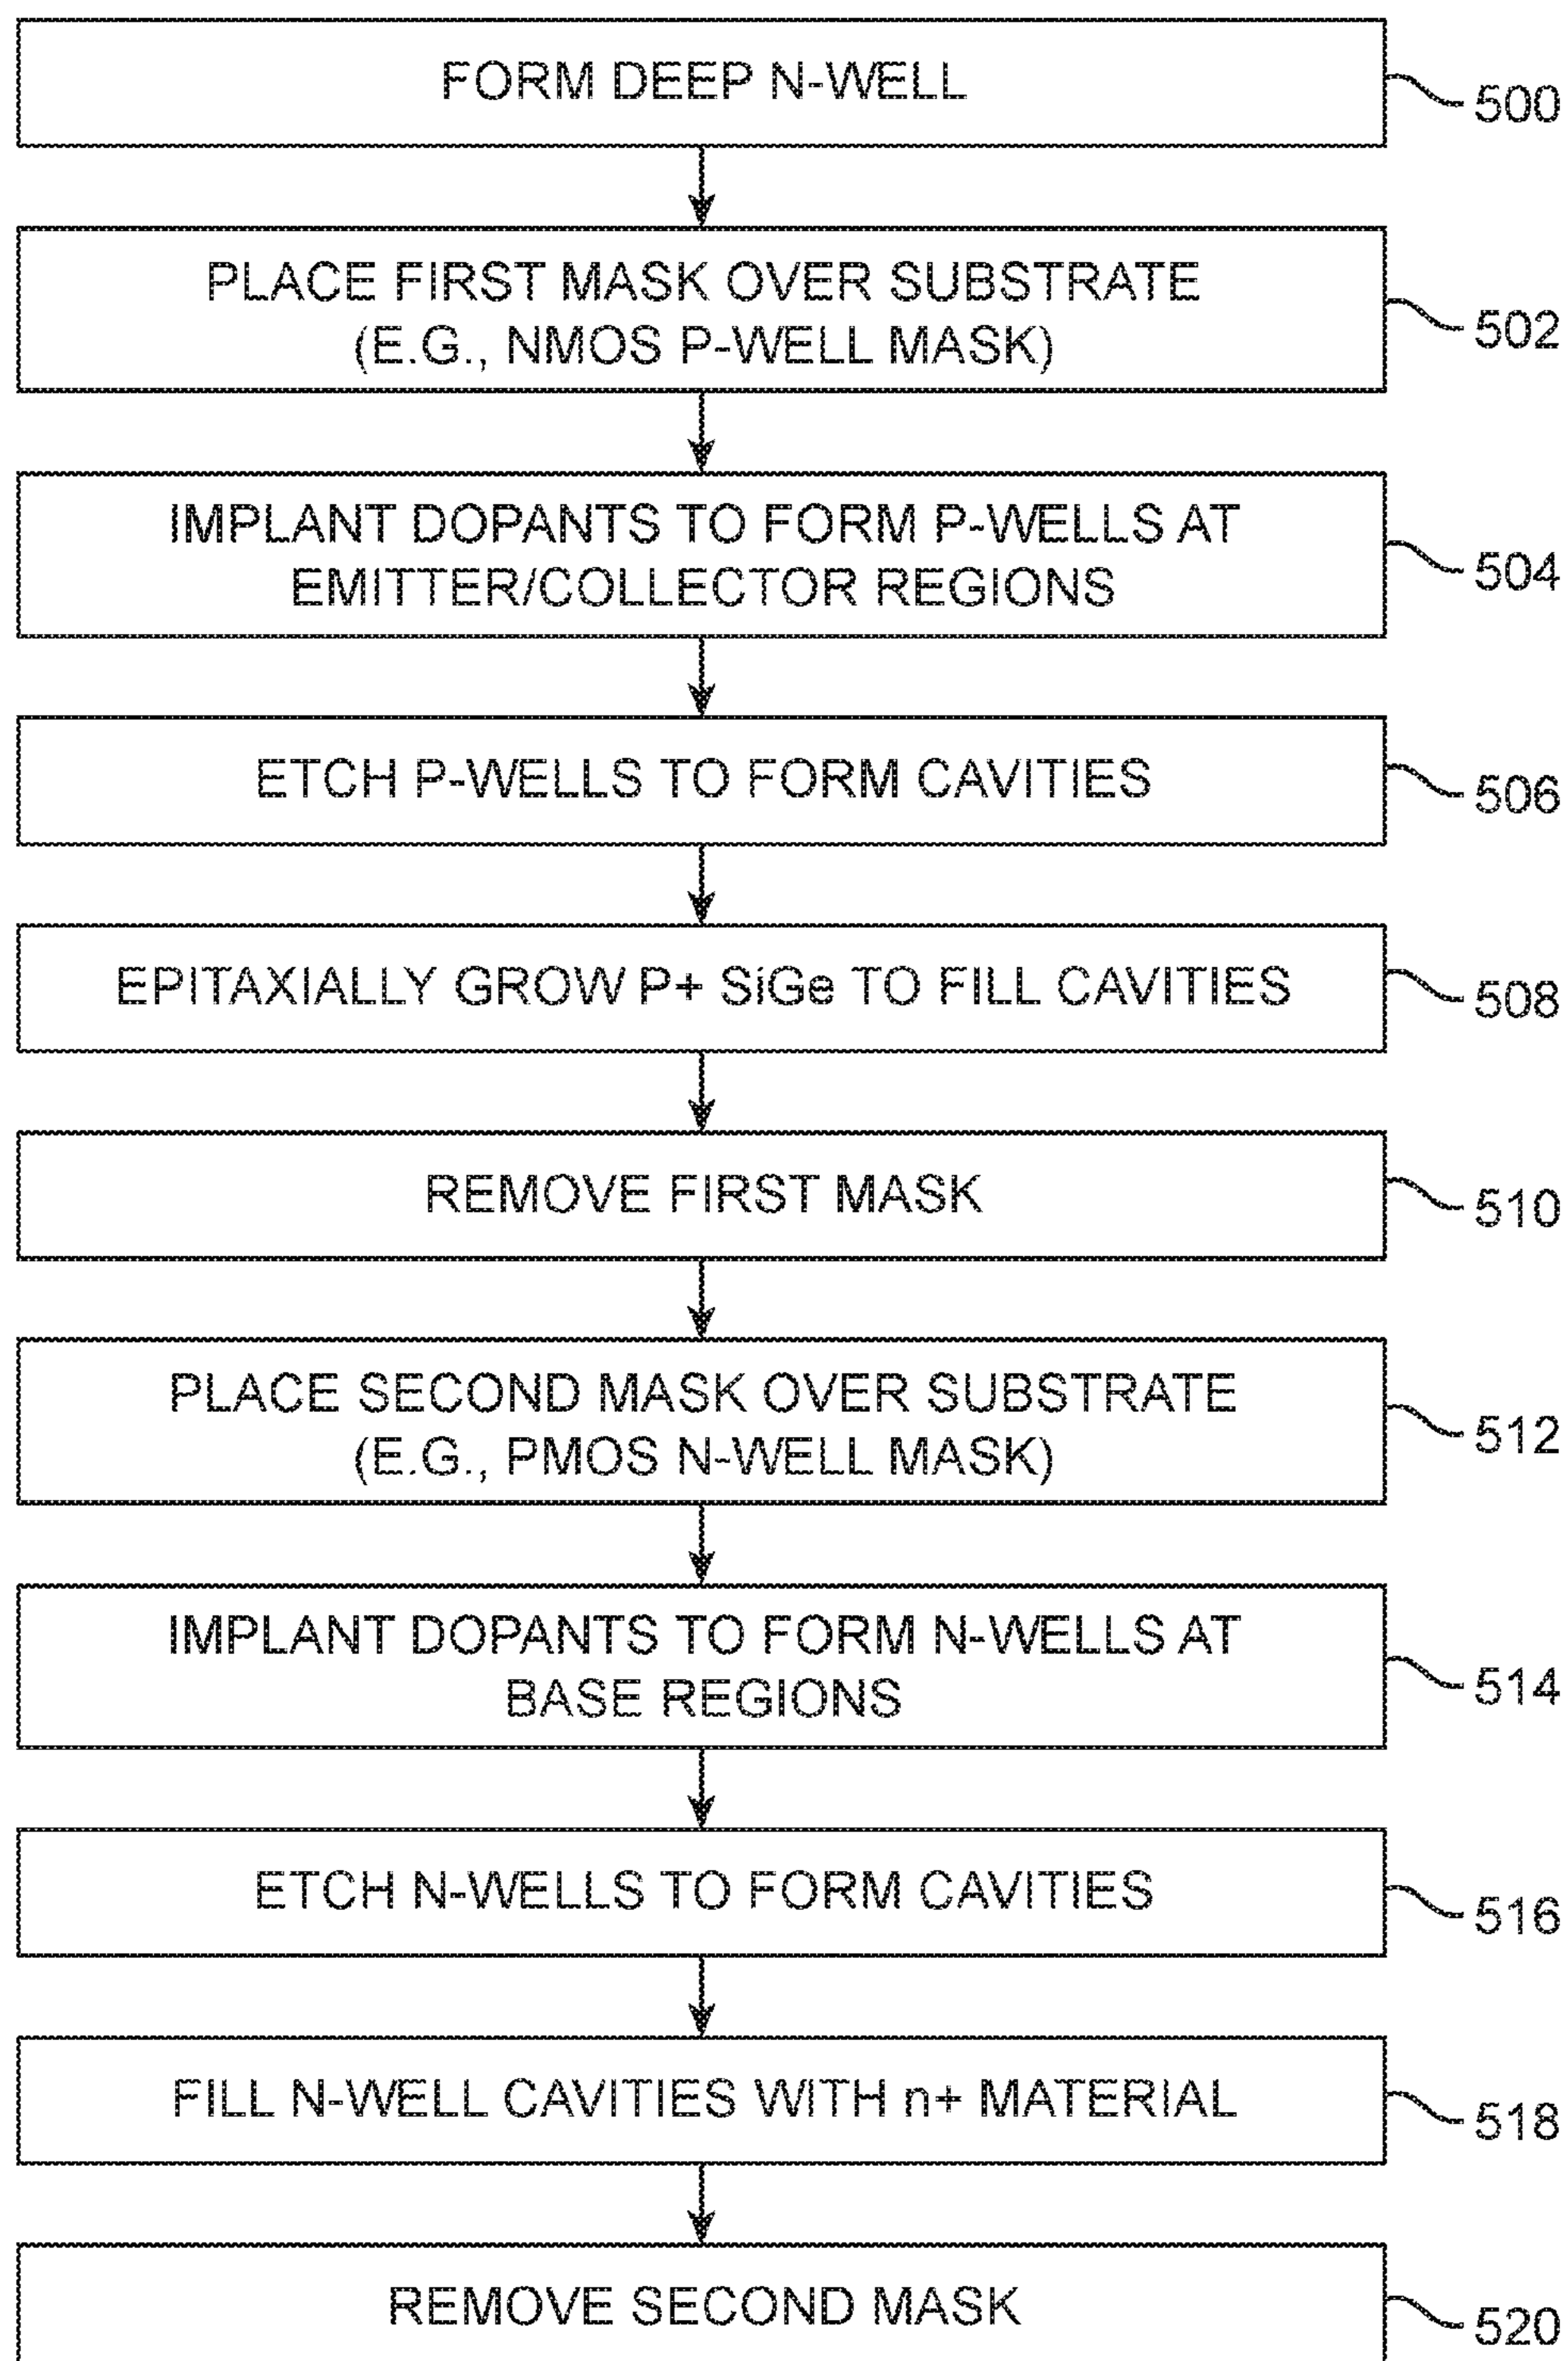 FORM DEEP N-WELL
500
PLACE FIRST MASK OVER SUBSTRATE
(E.G., NMOS P-WELL MASK)
502
IMPLANT DOPANTS TO FORM P-WELLS AT
EMITTER/COLLECTOR REGIONS
504
ETCH P-WELLS TO FORM CAVITIES
506
EPITAXIALLY GROW P+ SiGe TO FILL CAVITIES
508
REMOVE FIRST MASK
510
PLACE SECOND MASK OVER SUBSTRATE
(E.G., PMOS N-WELL MASK)
512
IMPLANT DOPANTS TO FORM N-WELLS AT
BASE REGIONS
514
ETCH N-WELLS TO FORM CAVITIES
516
FILL N-WELL CAVITIES WITH n+ MATERIAL
518
REMOVE SECOND MASK
520